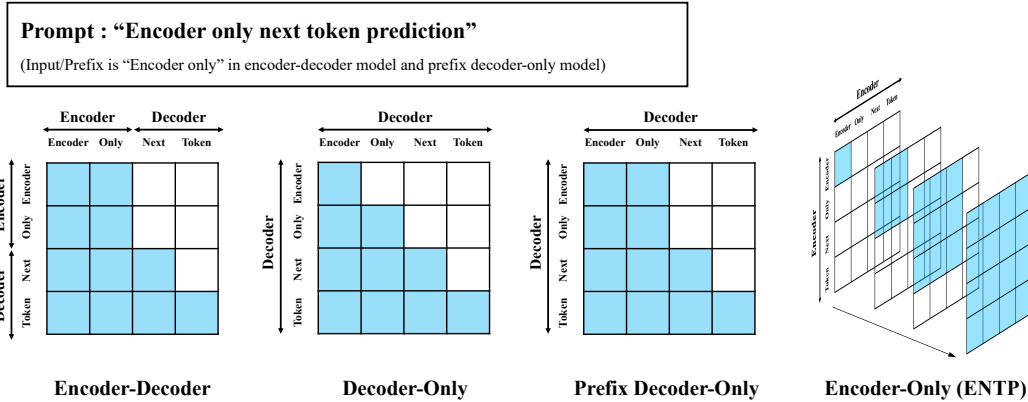 Prompt : “Encoder only next token prediction”
(Input/Prefix is “Encoder only” in encoder-decoder model and prefix decoder-only model)
Encoder Decoder
Encoder Only Next Token
Encoder
Decoder
Encoder
Only
Next
Token
Encoder-Decoder
Decoder
Encoder Only Next Token
Decoder
Encoder
Only
Next
Token
Decoder-Only
Decoder
Encoder Only Next Token
Decoder
Encoder
Only
Next
Token
Prefix Decoder-Only
Encoder
Encoder Only Next Token
Encoder
Encoder
Only
Next
Token
Encoder-Only (ENTP)